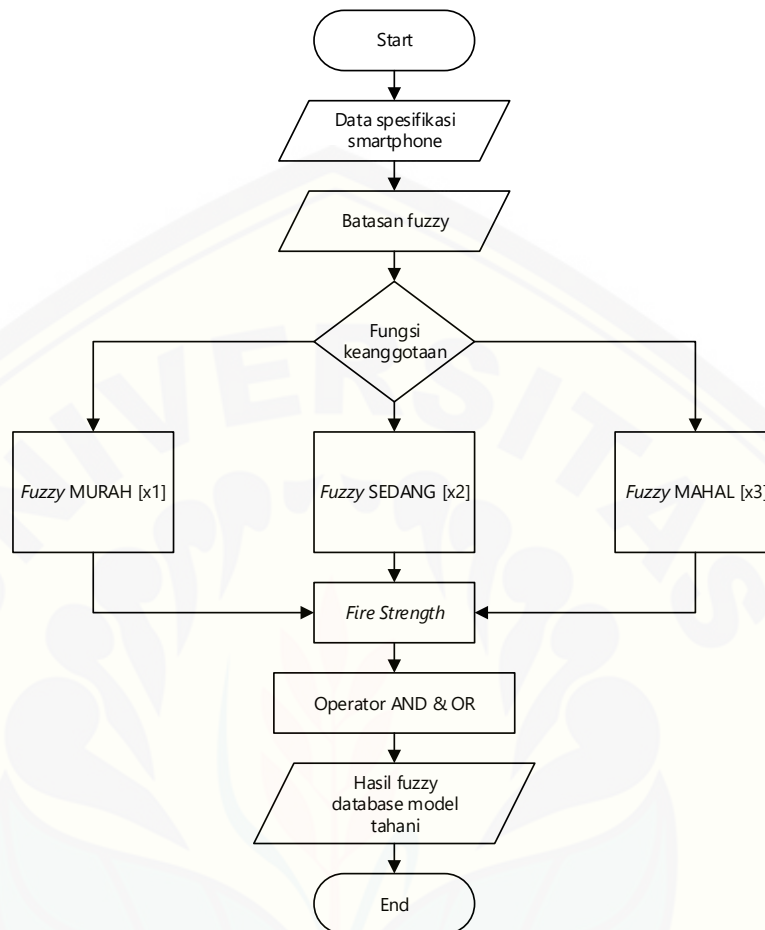 Start
Data spesifikasi
smartphone
Batasan fuzzy
Fungsi
keanggotaan
Fuzzy MURAH [x1]
Fuzzy SEDANG [x2]
Fuzzy MAHAL [x3]
Fire Strength
Operator AND & OR
Hasil fuzzy
database model
tahani
End
UNIVERSITAS